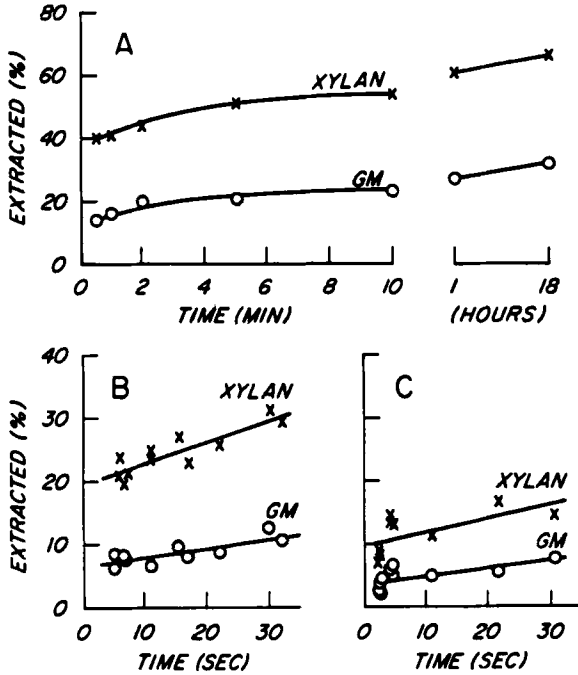 A
EXTRACTED (%)
80
60
40
20
0
XYLAN
GM
0 2 4 6 8 10
1 18
TIME (MIN)
(HOURS)
B
EXTRACTED (%)
40
30
20
10
0
XYLAN
GM
0 10 20 30
TIME (SEC)
C
XYLAN
GM
0 10 20 30
TIME (SEC)